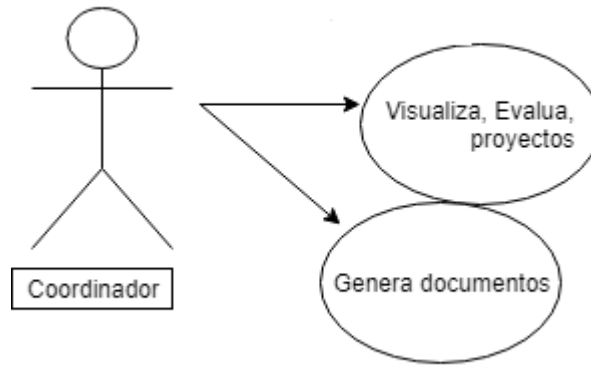 Visualiza, Evalua,
proyectos
Genera documentos
Coordinador